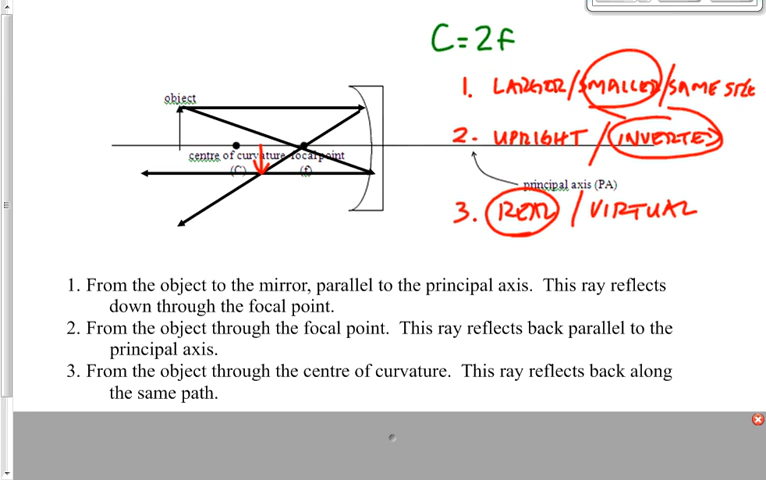 C=2f
1. LARGER/SMALLER/SAME SIZE
object
2. UPRIGHT/INVERTED
centre of curvature focal point
(C) (f)
principal axis (PA)
3. REAL/VIRTUAL
1. From the object to the mirror, parallel to the principal axis. This ray reflects
down through the focal point.
2. From the object through the focal point. This ray reflects back parallel to the
principal axis.
3. From the object through the centre of curvature. This ray reflects back along
the same path.